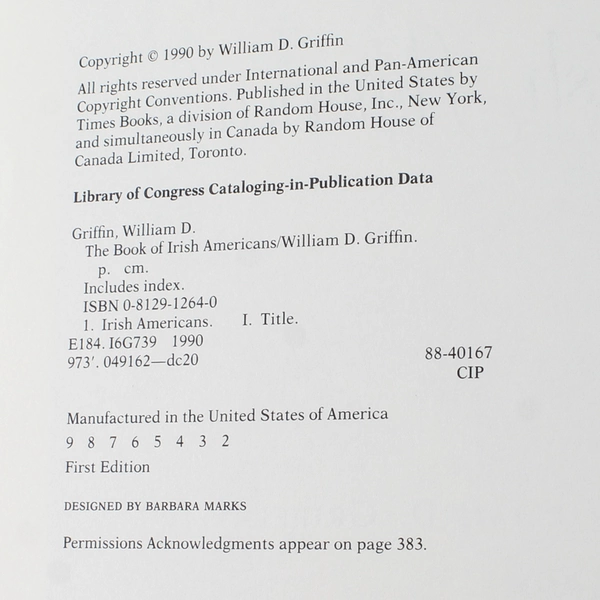 Copyright © 1990 by William D. Griffin
All rights reserved under International and Pan-American
Copyright Conventions. Published in the United States by
Times Books, a division of Random House, Inc., New York,
and simultaneously in Canada by Random House of
Canada Limited, Toronto.
Library of Congress Cataloging-in-Publication Data
Griffin, William D.
The Book of Irish Americans/William D. Griffin.
p. cm.
Includes index.
ISBN 0-8129-1264-0
1. Irish Americans. I. Title.
E184. I6G739 1990
973'. 049162—dc20
88-40167
CIP
Manufactured in the United States of America
9 8 7 6 5 4 3 2
First Edition
DESIGNED BY BARBARA MARKS
Permissions Acknowledgments appear on page 383.